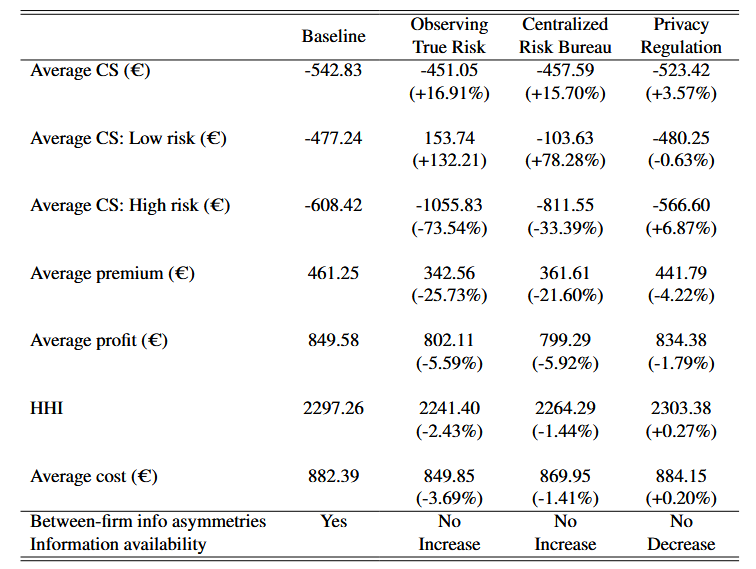 Baseline Observing True Risk Centralized Risk Bureau Privacy Regulation
Average CS (€) -542.83 -451.05 -457.59 -523.42
(+16.91%) (+15.70%) (+3.57%)
Average CS: Low risk (€) -477.24 153.74 -103.63 -480.25
(+132.21) (+78.28%) (-0.63%)
Average CS: High risk (€) -608.42 -1055.83 -811.55 -566.60
(-73.54%) (-33.39%) (+6.87%)
Average premium (€) 461.25 342.56 361.61 441.79
(-25.73%) (-21.60%) (-4.22%)
Average profit (€) 849.58 802.11 799.29 834.38
(-5.59%) (-5.92%) (-1.79%)
HHI 2297.26 2241.40 2264.29 2303.38
(-2.43%) (-1.44%) (+0.27%)
Average cost (€) 882.39 849.85 869.95 884.15
(-3.69%) (-1.41%) (+0.20%)
Between-firm info asymmetries Yes No No No
Information availability Increase Increase Decrease